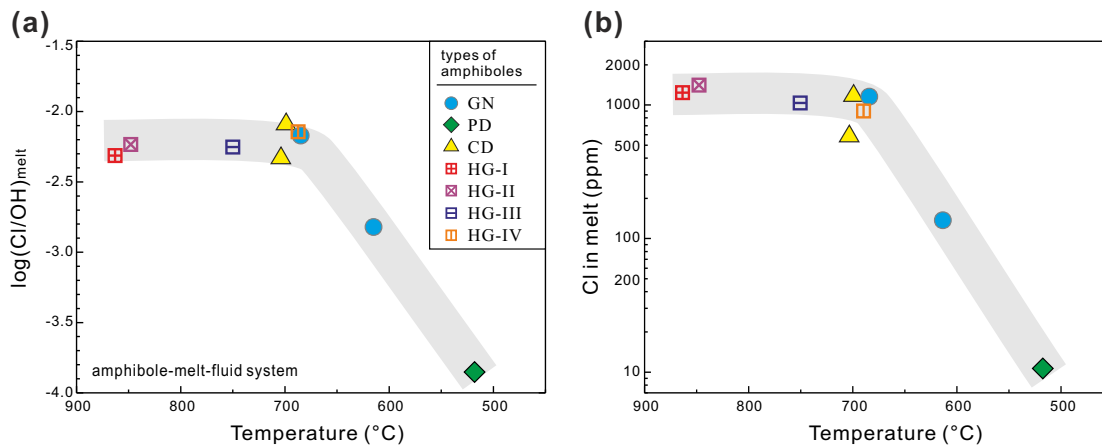 (a)
log(Cl/OH)melt
-1.5
-2.0
-2.5
-3.0
-3.5
-4.0
900
800
700
600
500
Temperature (°C)
amphibole-melt-fluid system
types of
amphiboles
GN
PD
CD
HG-I
HG-II
HG-III
HG-IV
(b)
Cl in melt (ppm)
2000
1000
500
100
200
10
900
800
700
600
500
Temperature (°C)